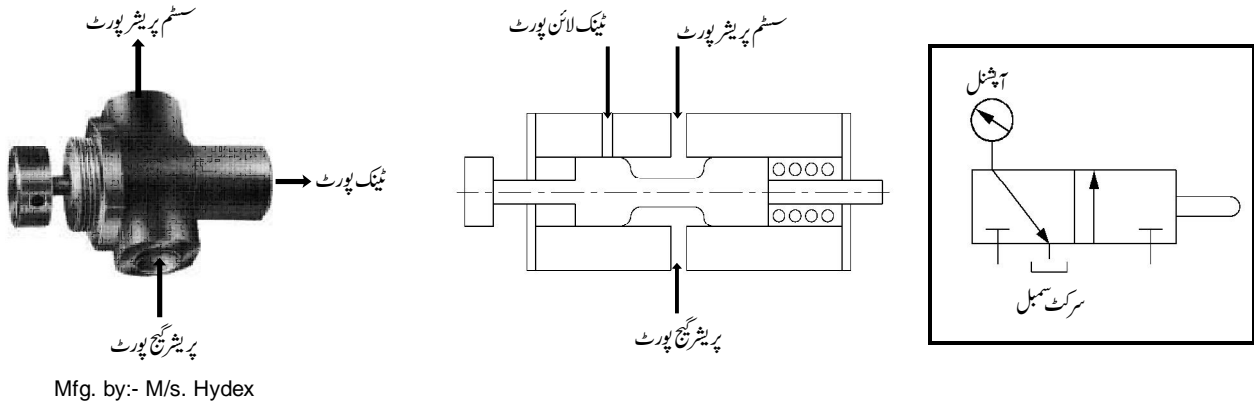 سسٹم پریشر پورٹ
ٹینک پورٹ
پریشر گیج پورٹ
Mfg. by:- M/s. Hydex
ٹینک لائن پورٹ
سسٹم پریشر پورٹ
پریشر گیج پورٹ
آپشنل
سرکٹ سمبل